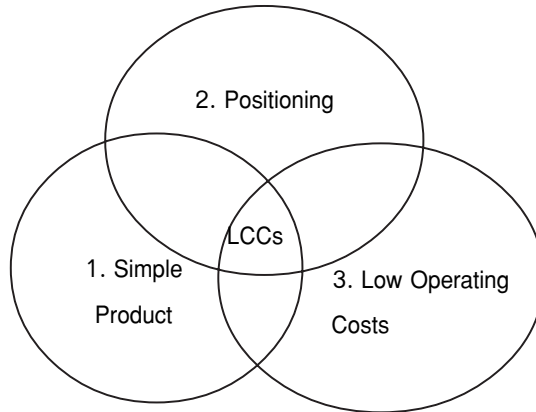 2. Positioning
LCCs
1. Simple
Product
3. Low Operating
Costs